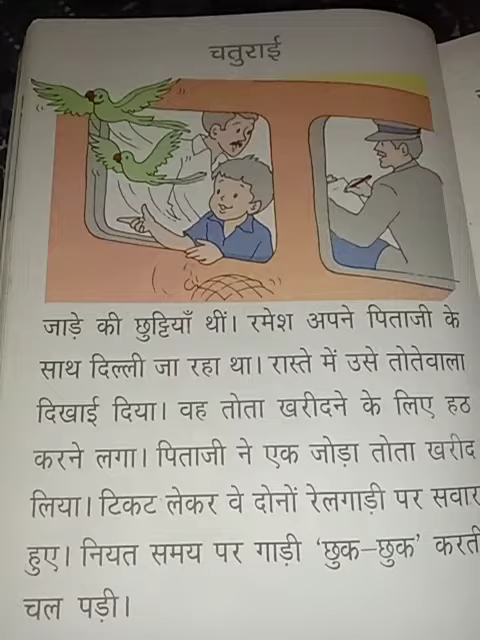 चतुराई
जाड़े की छुट्टियाँ थीं। रमेश अपने पिताजी के
साथ दिल्ली जा रहा था। रास्ते में उसे तोतेवाला
दिखाई दिया। वह तोता खरीदने के लिए हठ
करने लगा। पिताजी ने एक जोड़ा तोता खरीद
लिया। टिकट लेकर वे दोनों रेलगाड़ी पर सवार
हुए। नियत समय पर गाड़ी ‘छुक–छुक’ करती
चल पड़ी।